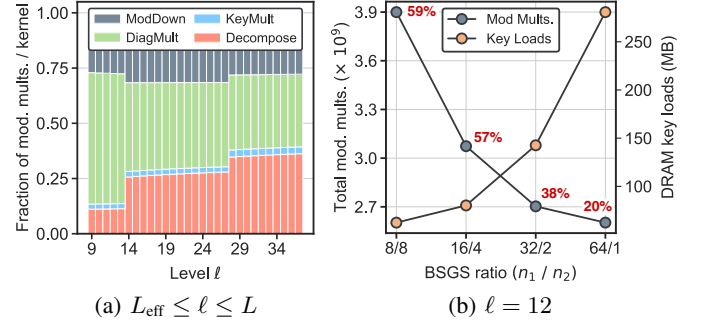 ModDown
KeyMult
DiagMult
Decompose
Fraction of mod. mults. / kernel
1.00
0.75
0.50
0.25
0.00
9 14 19 24 29 34
Level ℓ
(a) L_eff ≤ ℓ ≤ L
Mod Mults.
Key Loads
59%
57%
38%
20%
Total mod. mults. (× 10^9)
3.9
3.6
3.3
3.0
2.7
DRAM key loads (MB)
250
200
150
100
8/8 16/4 32/2 64/1
BSGS ratio (n_1 / n_2)
(b) ℓ = 12